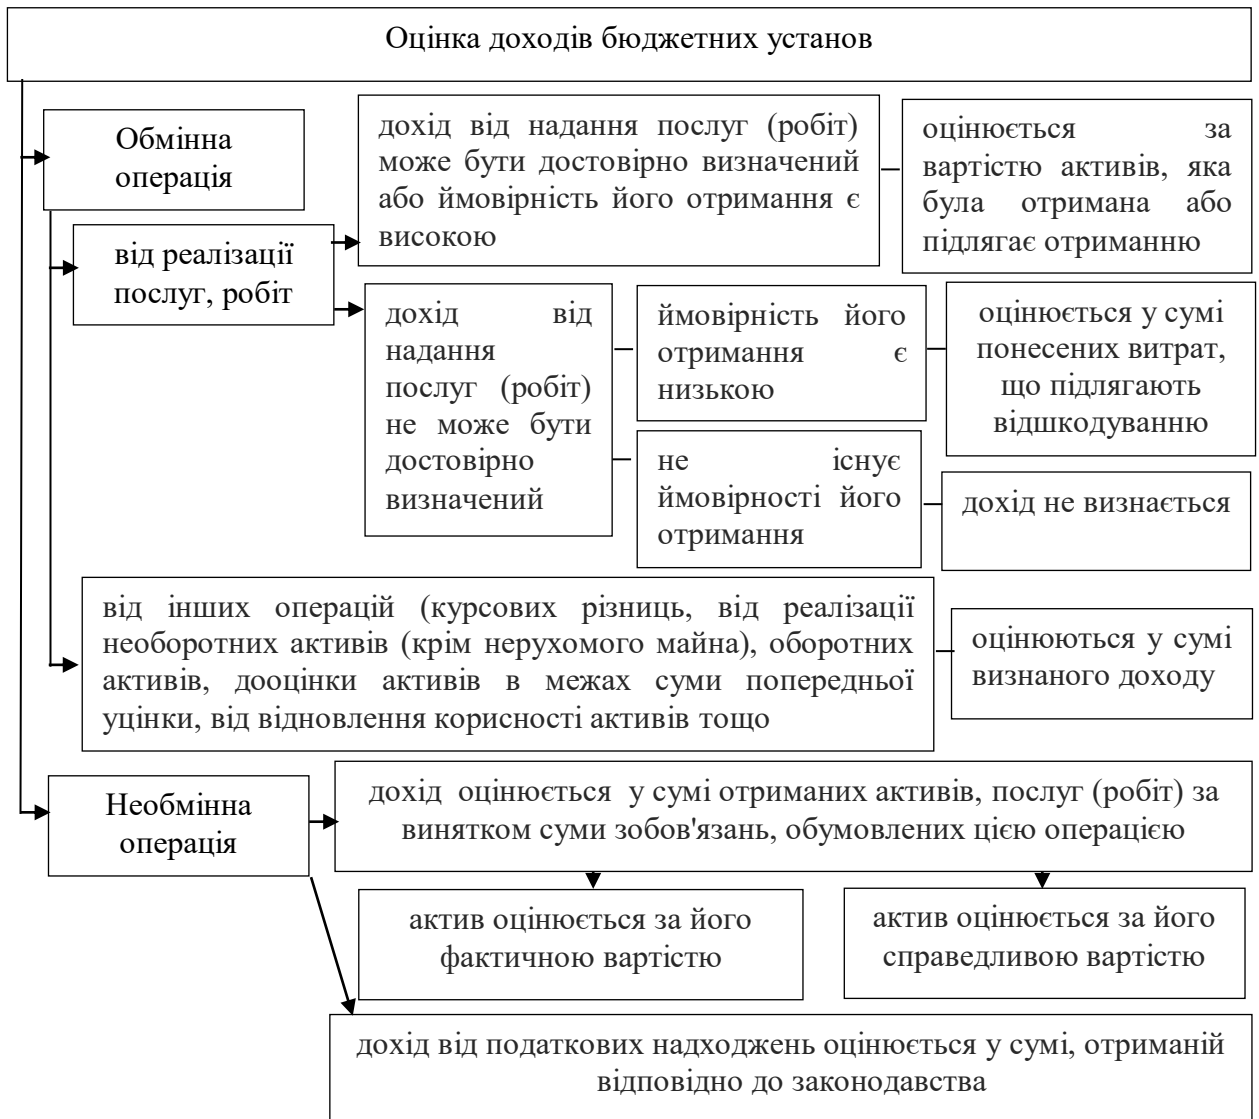 Оцінка доходів бюджетних установ
Обмінна
операція
дохід від надання послуг (робіт)
може бути достовірно визначений
або ймовірність його отримання є
високою
оцінюється за
вартістю активів, яка
була отримана або
підлягає отриманню
від реалізації
послуг, робіт
дохід від
надання
послуг (робіт)
не може бути
достовірно
визначений
ймовірність його
отримання є
низькою
оцінюється у сумі
понесених витрат,
що підлягають
відшкодуванню
не існує
ймовірності його
отримання
дохід не визнається
від інших операцій (курсових різниць, від реалізації
необоротних активів (крім нерухомого майна), оборотних
активів, дооцінки активів в межах суми попередньої
уцінки, від відновлення корисності активів тощо
оцінюються у сумі
визнаного доходу
Необмінна
операція
дохід оцінюється у сумі отриманих активів, послуг (робіт) за
винятком суми зобов'язань, обумовлених цією операцією
актив оцінюється за його
фактичною вартістю
актив оцінюється за його
справедливою вартістю
дохід від податкових надходжень оцінюється у сумі, отриманій
відповідно до законодавства